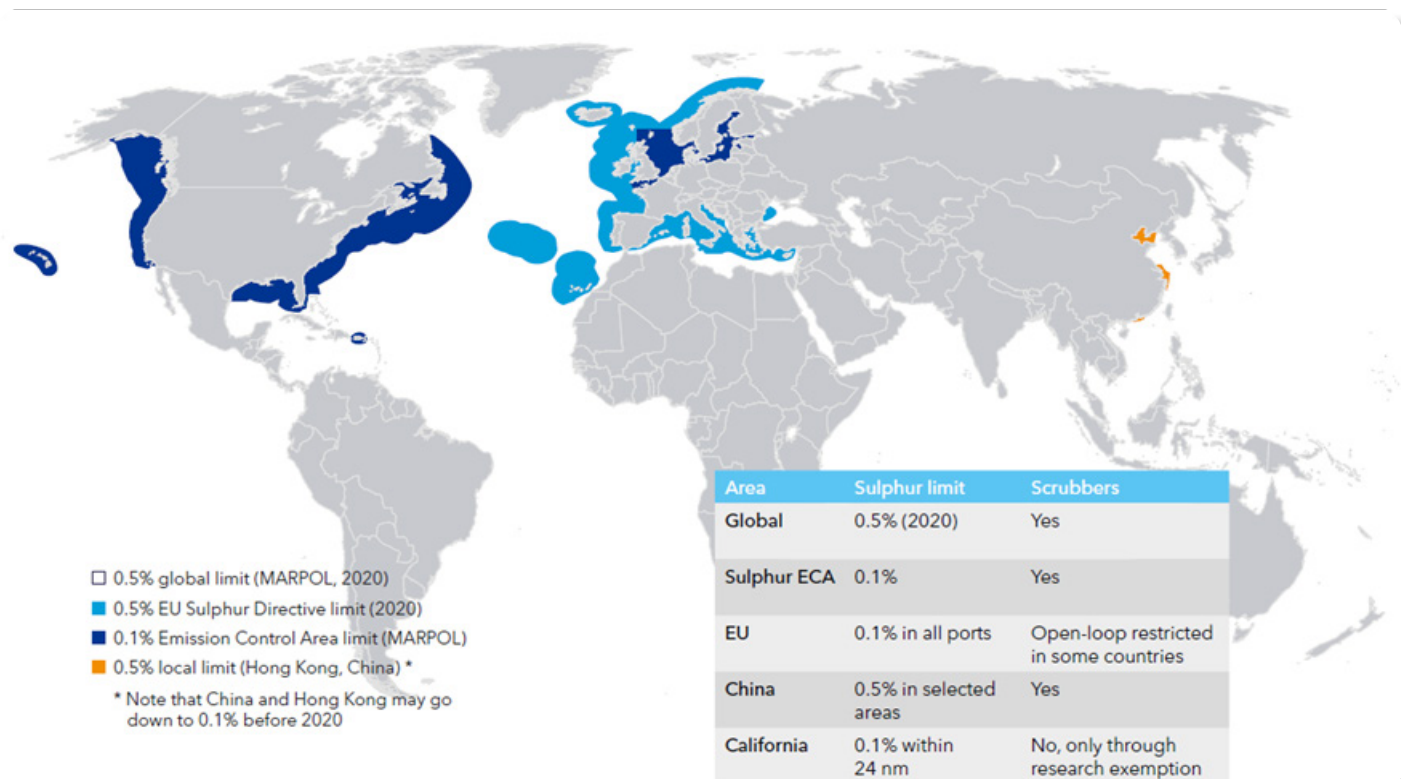 0.5% global limit (MARPOL, 2020)
0.5% EU Sulphur Directive limit (2020)
0.1% Emission Control Area limit (MARPOL)
0.5% local limit (Hong Kong, China) *
* Note that China and Hong Kong may go
down to 0.1% before 2020
Area Sulphur limit Scrubbers
Global 0.5% (2020) Yes
Sulphur ECA 0.1% Yes
EU 0.1% in all ports Open-loop restricted
in some countries
China 0.5% in selected Yes
areas
California 0.1% within No, only through
24 nm research exemption